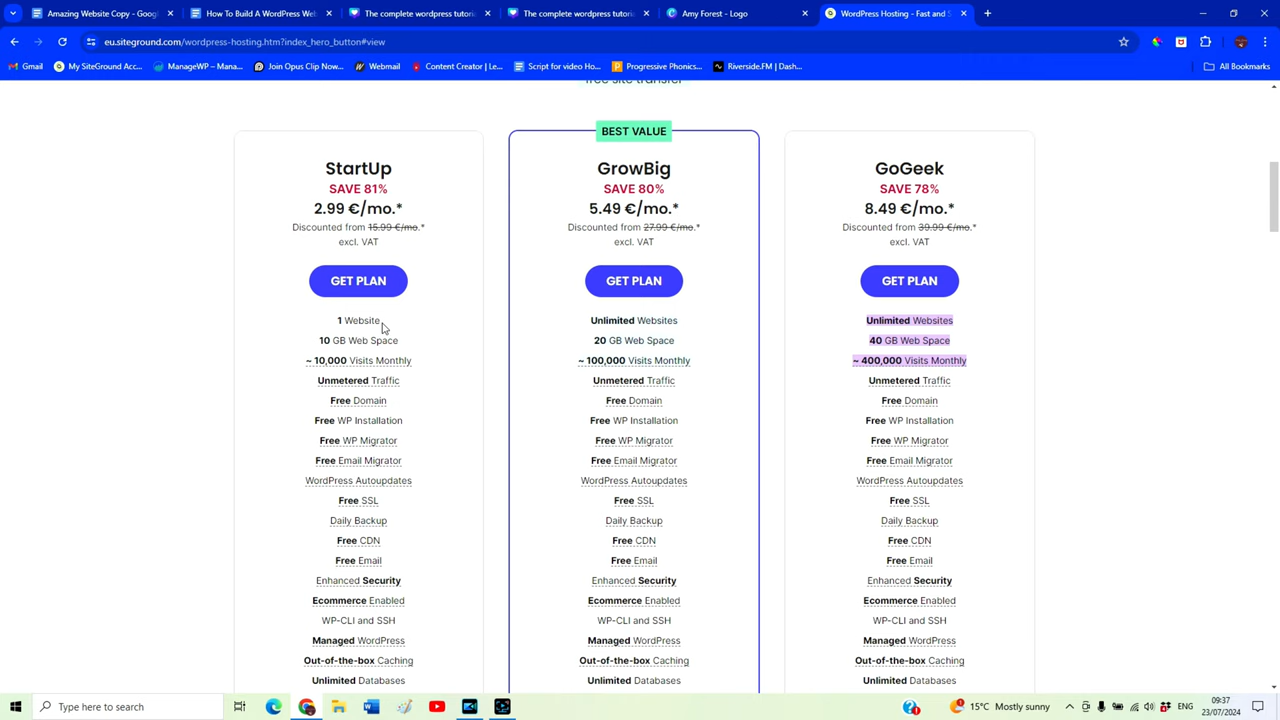 Amazing Website Copy - Goog
How To Build A WordPress Web
The complete wordpress tutori
The complete wordpress tutori
Amy Forest - Logo
WordPress Hosting - Fast and S
eu.siteground.com/wordpress-hosting.htm?index_hero_button#view
Gmail
My SiteGround Acc...
ManageWP – Mana...
Join Opus Clip Now...
Webmail
Content Creator | Le...
Script for video Ho...
Progressive Phonics...
Riverside.FM | Dash...
All Bookmarks
free site transfer
BEST VALUE
StartUp
SAVE 81%
2.99 €/mo.*
Discounted from 15.99 €/mo.*
excl. VAT
GET PLAN
1 Website
10 GB Web Space
~ 10,000 Visits Monthly
Unmetered Traffic
Free Domain
Free WP Installation
Free WP Migrator
Free Email Migrator
WordPress Autoupdates
Free SSL
Daily Backup
Free CDN
Free Email
Enhanced Security
Ecommerce Enabled
WP-CLI and SSH
Managed WordPress
Out-of-the-box Caching
Unlimited Databases
GrowBig
SAVE 80%
5.49 €/mo.*
Discounted from 27.99 €/mo.*
excl. VAT
GET PLAN
Unlimited Websites
20 GB Web Space
~ 100,000 Visits Monthly
Unmetered Traffic
Free Domain
Free WP Installation
Free WP Migrator
Free Email Migrator
WordPress Autoupdates
Free SSL
Daily Backup
Free CDN
Free Email
Enhanced Security
Ecommerce Enabled
WP-CLI and SSH
Managed WordPress
Out-of-the-box Caching
Unlimited Databases
GoGeek
SAVE 78%
8.49 €/mo.*
Discounted from 39.99 €/mo.*
excl. VAT
GET PLAN
Unlimited Websites
40 GB Web Space
~ 400,000 Visits Monthly
Unmetered Traffic
Free Domain
Free WP Installation
Free WP Migrator
Free Email Migrator
WordPress Autoupdates
Free SSL
Daily Backup
Free CDN
Free Email
Enhanced Security
Ecommerce Enabled
WP-CLI and SSH
Managed WordPress
Out-of-the-box Caching
Unlimited Databases
Type here to search
15°C Mostly sunny
ENG
09:37
23/07/2024